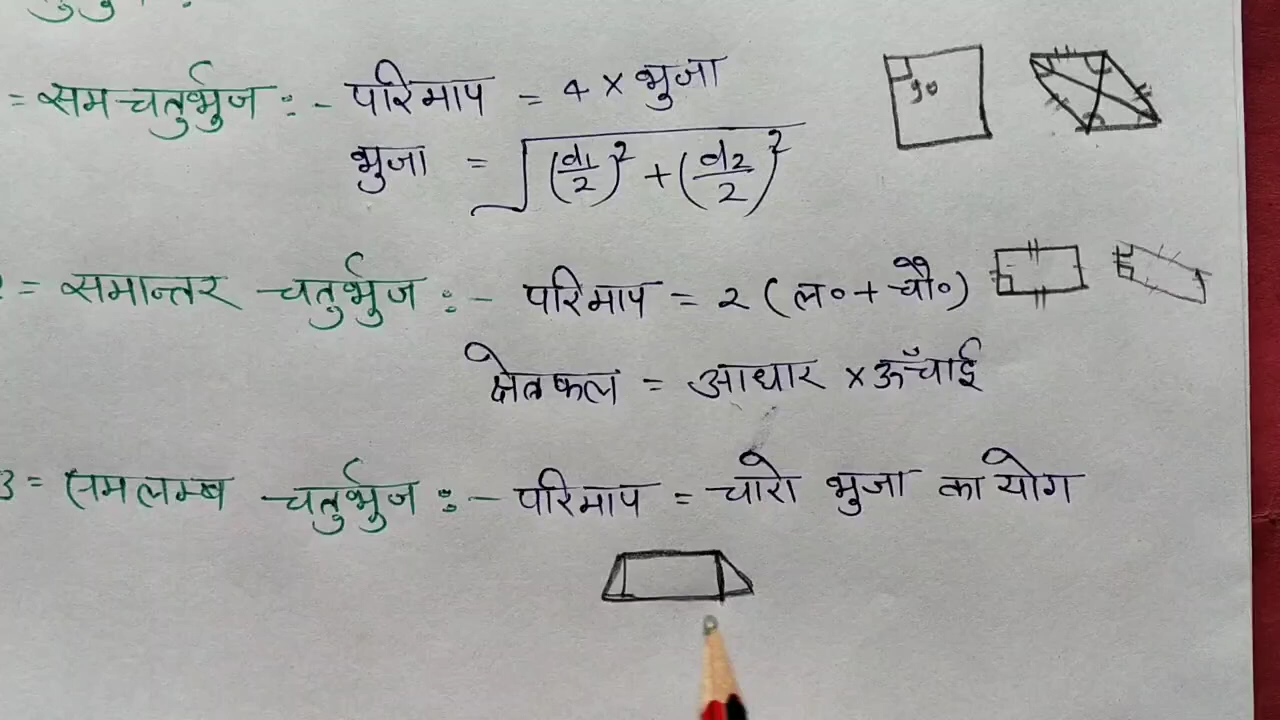 = समचतुर्भुज :- परिमाप = 4 × भुजा
90
भुजा = √(d1/2)² + (d2/2)²
= समान्तर चतुर्भुज :- परिमाप = 2 (ल० + चौ०)
क्षेत्रफल = आधार × ऊँचाई
3 = समलम्ब चतुर्भुज :- परिमाप = चारो भुजा का योग